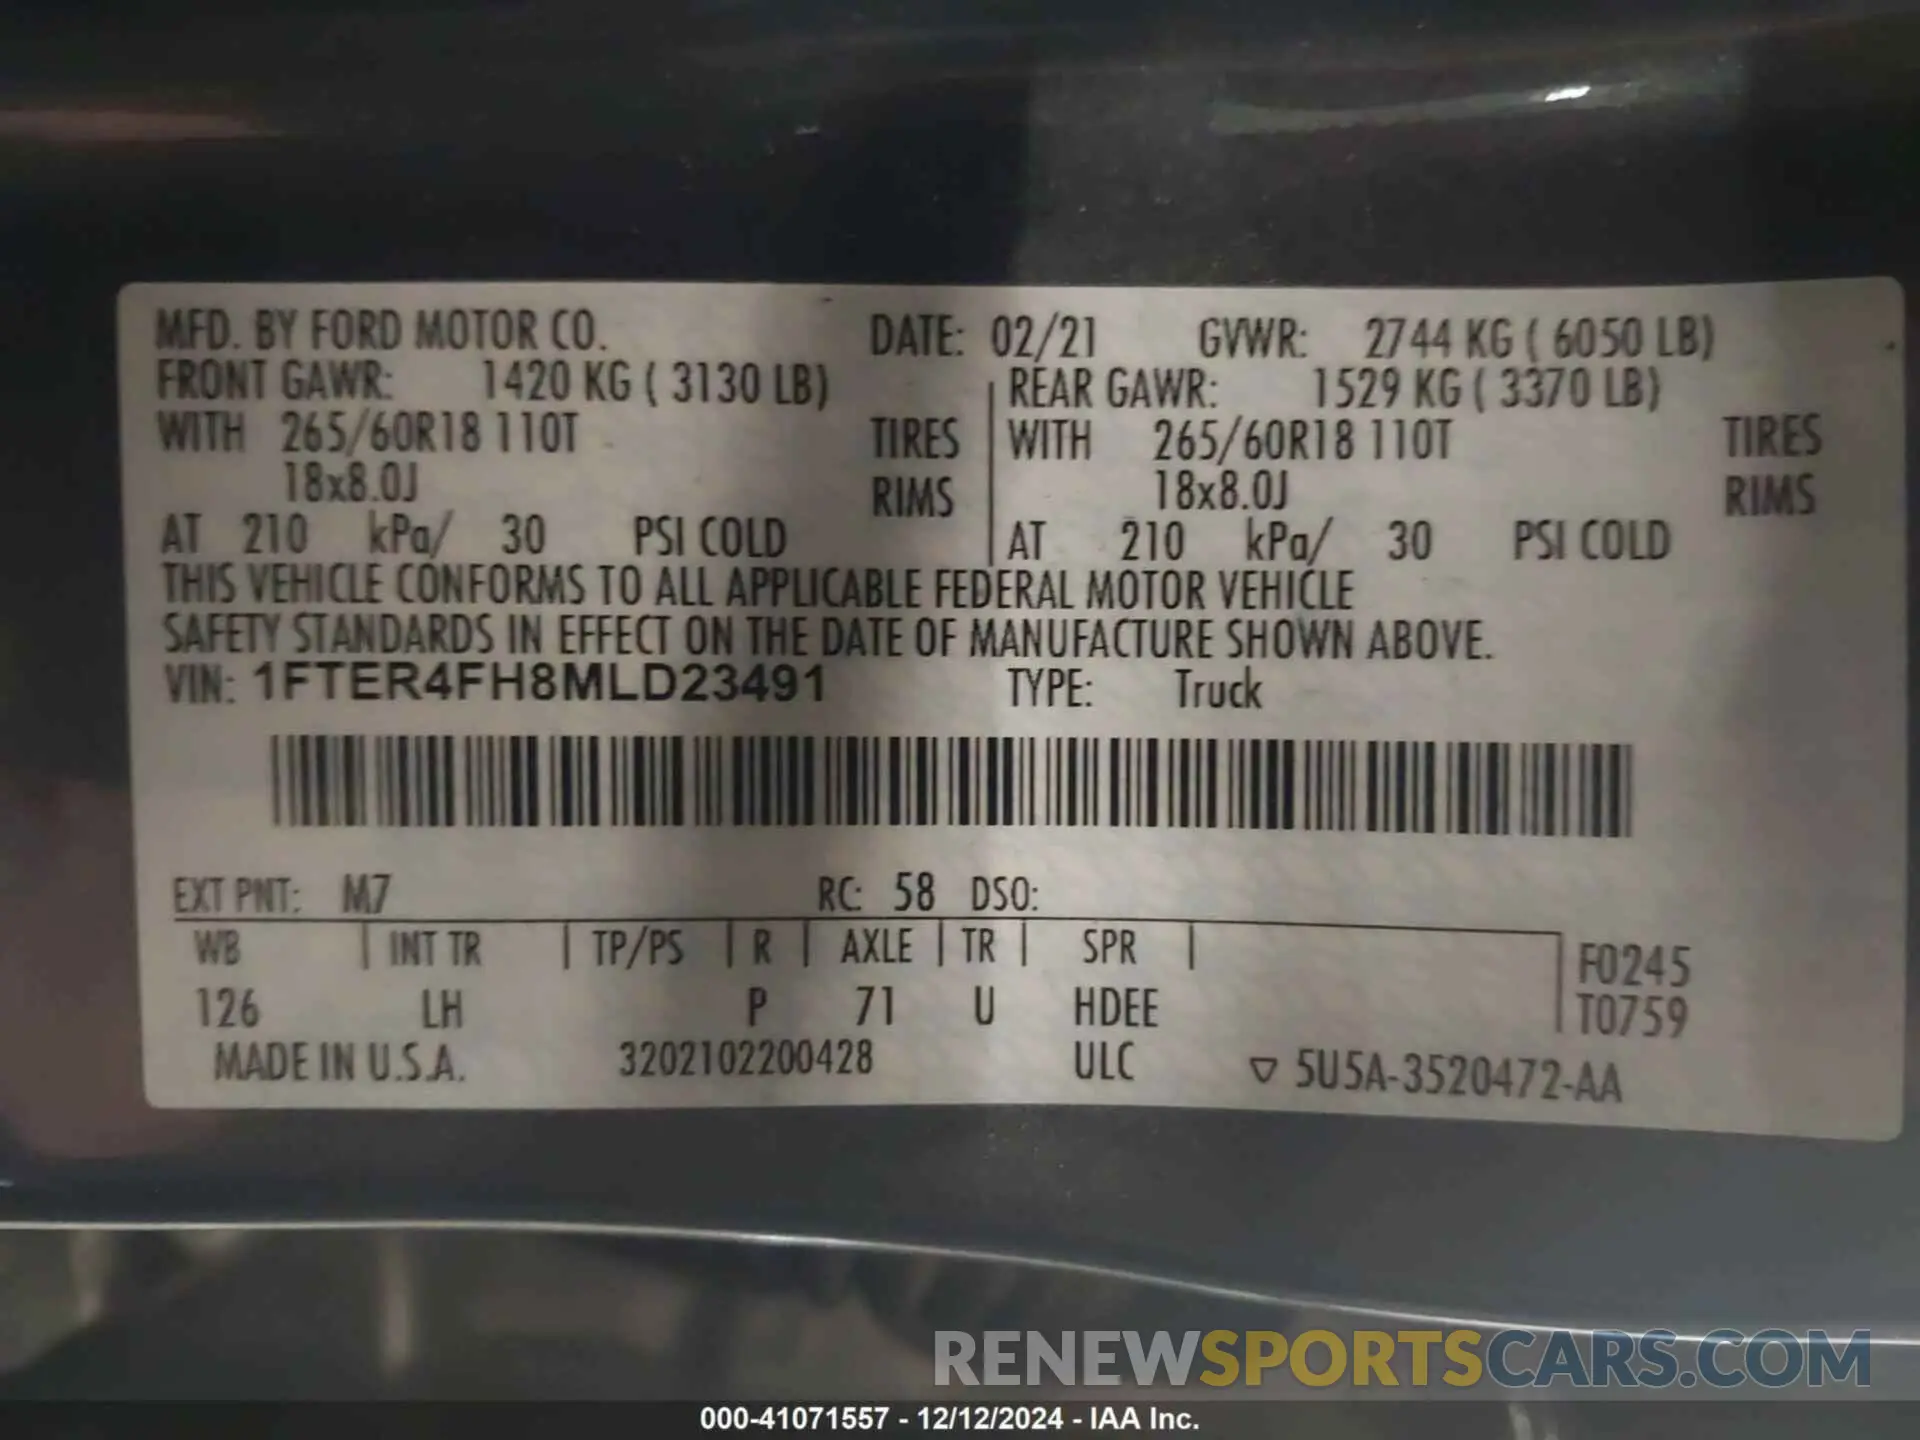 MFD. BY FORD MOTOR CO. DATE: 02/21 GVWR: 2744 KG ( 6050 LB)
FRONT GAWR: 1420 KG ( 3130 LB) REAR GAWR: 1529 KG ( 3370 LB)
WITH 265/60R18 110T TIRES WITH 265/60R18 110T TIRES
18x8.0J RIMS 18x8.0J RIMS
AT 210 kPa/ 30 PSI COLD AT 210 kPa/ 30 PSI COLD
THIS VEHICLE CONFORMS TO ALL APPLICABLE FEDERAL MOTOR VEHICLE
SAFETY STANDARDS IN EFFECT ON THE DATE OF MANUFACTURE SHOWN ABOVE.
VIN: 1FTER4FH8MLD23491 TYPE: Truck
EXT PNT: M7 RC: 58 DSO:
WB INT TR TP/PS R AXLE TR SPR F0245
126 LH P 71 U HDEE T0759
MADE IN U.S.A. 3202102200428 ULC ▽ 5U5A-3520472-AA
RENEWSPORTSCARS.COM
000-41071557 - 12/12/2024 - IAA Inc.